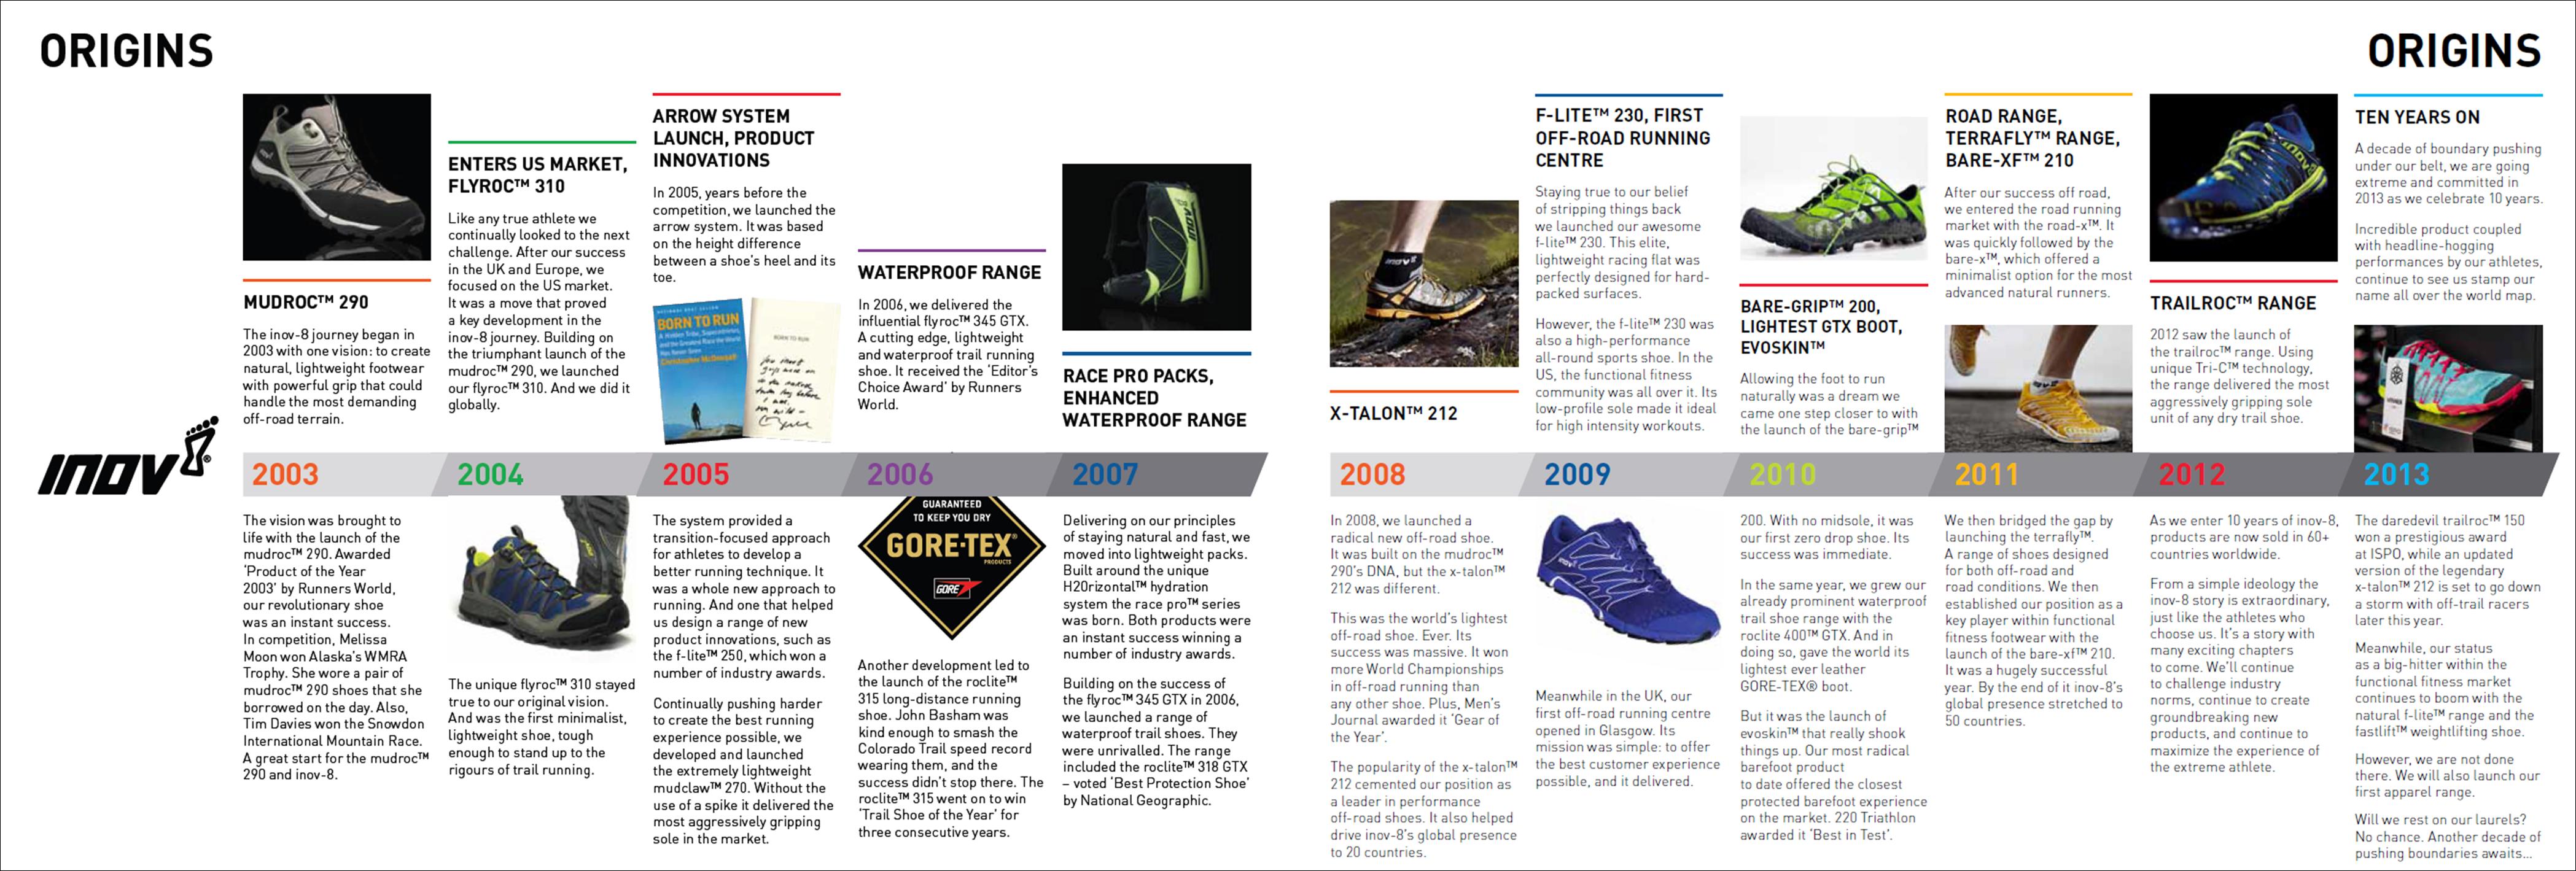 ORIGINS
ORIGINS
MUDROC™ 290
The inov-8 journey began in
2003 with one vision: to create
natural, lightweight footwear
with powerful grip that could
handle the most demanding
off-road terrain.
INOV8®
2003
The vision was brought to
life with the launch of the
mudroc™ 290. Awarded
'Product of the Year
2003' by Runners World,
our revolutionary shoe
was an instant success.
In competition, Melissa
Moon won Alaska's WMRA
Trophy. She wore a pair of
mudroc™ 290 shoes that she
borrowed on the day. Also,
Tim Davies won the Snowdon
International Mountain Race.
A great start for the mudroc™
290 and inov-8.
ENTERS US MARKET,
FLYROC™ 310
Like any true athlete we
continually looked to the next
challenge. After our success
in the UK and Europe, we
focused on the US market.
It was a move that proved
a key development in the
inov-8 journey. Building on
the triumphant launch of the
mudroc™ 290, we launched
our flyroc™ 310. And we did it
globally.
2004
The unique flyroc™ 310 stayed
true to our original vision.
And was the first minimalist,
lightweight shoe, tough
enough to stand up to the
rigours of trail running.
ARROW SYSTEM
LAUNCH, PRODUCT
INNOVATIONS
In 2005, years before the
competition, we launched the
arrow system. It was based
on the height difference
between a shoe's heel and its
toe.
NATIONAL BEST SELLER
BORN TO RUN
A Hidden Tribe, Superathletes,
and the Greatest Race the World
Has Never Seen
Christopher McDougall
BORN TO RUN
2005
The system provided a
transition-focused approach
for athletes to develop a
better running technique. It
was a whole new approach to
running. And one that helped
us design a range of new
product innovations, such as
the f-lite™ 250, which won a
number of industry awards.
Continually pushing harder
to create the best running
experience possible, we
developed and launched
the extremely lightweight
mudclaw™ 270. Without the
use of a spike it delivered the
most aggressively gripping
sole in the market.
WATERPROOF RANGE
In 2006, we delivered the
influential flyroc™ 345 GTX.
A cutting edge, lightweight
and waterproof trail running
shoe. It received the 'Editor's
Choice Award' by Runners
World.
2006
GUARANTEED
TO KEEP YOU DRY
GORE-TEX®
PRODUCTS
GORE
Another development led to
the launch of the roclite™
315 long-distance running
shoe. John Basham was
kind enough to smash the
Colorado Trail speed record
wearing them, and the
success didn't stop there. The
roclite™ 315 went on to win
'Trail Shoe of the Year' for
three consecutive years.
RACE PRO PACKS,
ENHANCED
WATERPROOF RANGE
2007
Delivering on our principles
of staying natural and fast, we
moved into lightweight packs.
Built around the unique
H20rizontal™ hydration
system the race pro™ series
was born. Both products were
an instant success winning a
number of industry awards.
Building on the success of
the flyroc™ 345 GTX in 2006,
we launched a range of
waterproof trail shoes. They
were unrivalled. The range
included the roclite™ 318 GTX
– voted 'Best Protection Shoe'
by National Geographic.
X-TALON™ 212
2008
In 2008, we launched a
radical new off-road shoe.
It was built on the mudroc™
290's DNA, but the x-talon™
212 was different.
This was the world's lightest
off-road shoe. Ever. Its
success was massive. It won
more World Championships
in off-road running than
any other shoe. Plus, Men's
Journal awarded it 'Gear of
the Year'.
The popularity of the x-talon™
212 cemented our position as
a leader in performance
off-road shoes. It also helped
drive inov-8's global presence
to 20 countries.
F-LITE™ 230, FIRST
OFF-ROAD RUNNING
CENTRE
Staying true to our belief
of stripping things back
we launched our awesome
f-lite™ 230. This elite,
lightweight racing flat was
perfectly designed for hard-
packed surfaces.
However, the f-lite™ 230 was
also a high-performance
all-round sports shoe. In the
US, the functional fitness
community was all over it. Its
low-profile sole made it ideal
for high intensity workouts.
2009
Meanwhile in the UK, our
first off-road running centre
opened in Glasgow. Its
mission was simple: to offer
the best customer experience
possible, and it delivered.
BARE-GRIP™ 200,
LIGHTEST GTX BOOT,
EVOSKIN™
Allowing the foot to run
naturally was a dream we
came one step closer to with
the launch of the bare-grip™
2010
200. With no midsole, it was
our first zero drop shoe. Its
success was immediate.
In the same year, we grew our
already prominent waterproof
trail shoe range with the
roclite 400™ GTX. And in
doing so, gave the world its
lightest ever leather
GORE-TEX® boot.
But it was the launch of
evoskin™ that really shook
things up. Our most radical
barefoot product
to date offered the closest
protected barefoot experience
on the market. 220 Triathlon
awarded it 'Best in Test'.
ROAD RANGE,
TERRAFLY™ RANGE,
BARE-XF™ 210
After our success off road,
we entered the road running
market with the road-x™. It
was quickly followed by the
bare-x™, which offered a
minimalist option for the most
advanced natural runners.
2011
We then bridged the gap by
launching the terrafly™.
A range of shoes designed
for both off-road and
road conditions. We then
established our position as a
key player within functional
fitness footwear with the
launch of the bare-xf™ 210.
It was a hugely successful
year. By the end of it inov-8's
global presence stretched to
50 countries.
TRAILROC™ RANGE
2012 saw the launch of
the trailroc™ range. Using
unique Tri-C™ technology,
the range delivered the most
aggressively gripping sole
unit of any dry trail shoe.
2012
As we enter 10 years of inov-8,
products are now sold in 60+
countries worldwide.
From a simple ideology the
inov-8 story is extraordinary,
just like the athletes who
choose us. It's a story with
many exciting chapters
to come. We'll continue
to challenge industry
norms, continue to create
groundbreaking new
products, and continue to
maximize the experience of
the extreme athlete.
TEN YEARS ON
A decade of boundary pushing
under our belt, we are going
extreme and committed in
2013 as we celebrate 10 years.
Incredible product coupled
with headline-hogging
performances by our athletes,
continue to see us stamp our
name all over the world map.
2013
The daredevil trailroc™ 150
won a prestigious award
at ISPO, while an updated
version of the legendary
x-talon™ 212 is set to go down
a storm with off-trail racers
later this year.
Meanwhile, our status
as a big-hitter within the
functional fitness market
continues to boom with the
natural f-lite™ range and the
fastlift™ weightlifting shoe.
However, we are not done
there. We will also launch our
first apparel range.
Will we rest on our laurels?
No chance. Another decade of
pushing boundaries awaits...